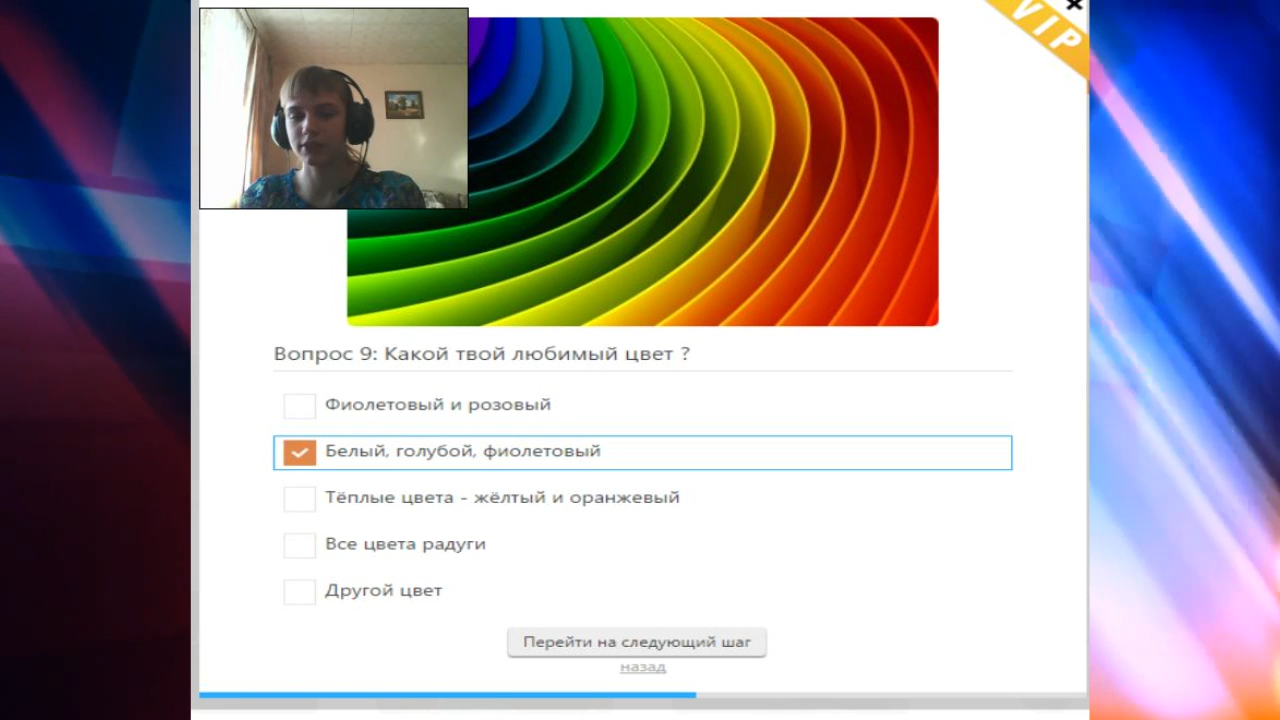 VIP
Вопрос 9: Какой твой любимый цвет ?
Фиолетовый и розовый
Белый, голубой, фиолетовый
Тёплые цвета - жёлтый и оранжевый
Все цвета радуги
Другой цвет
Перейти на следующий шаг
назад